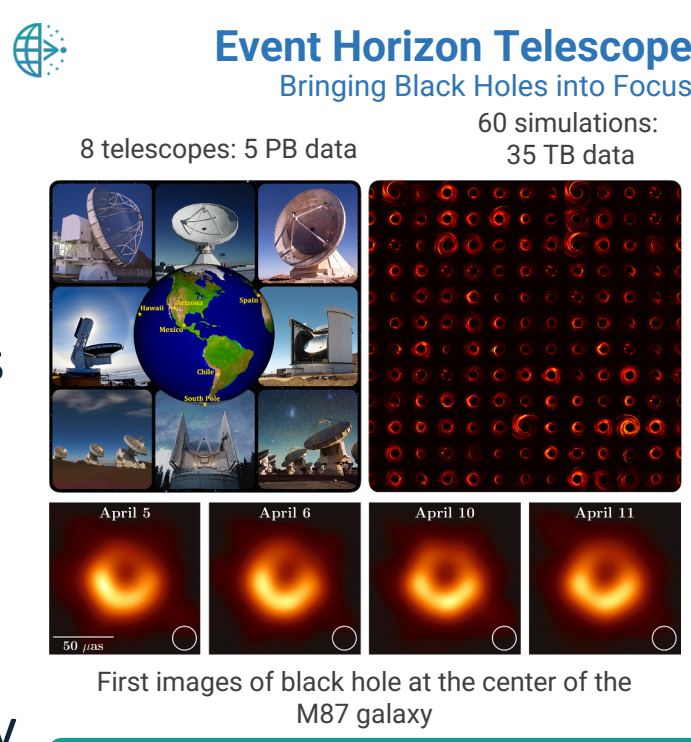 Event Horizon Telescope
Bringing Black Holes into Focus
8 telescopes: 5 PB data
60 simulations:
35 TB data
Hawaii
Arizona
Spain
Mexico
Chile
South Pole
April 5
April 6
April 10
April 11
50 μas
First images of black hole at the center of the
M87 galaxy